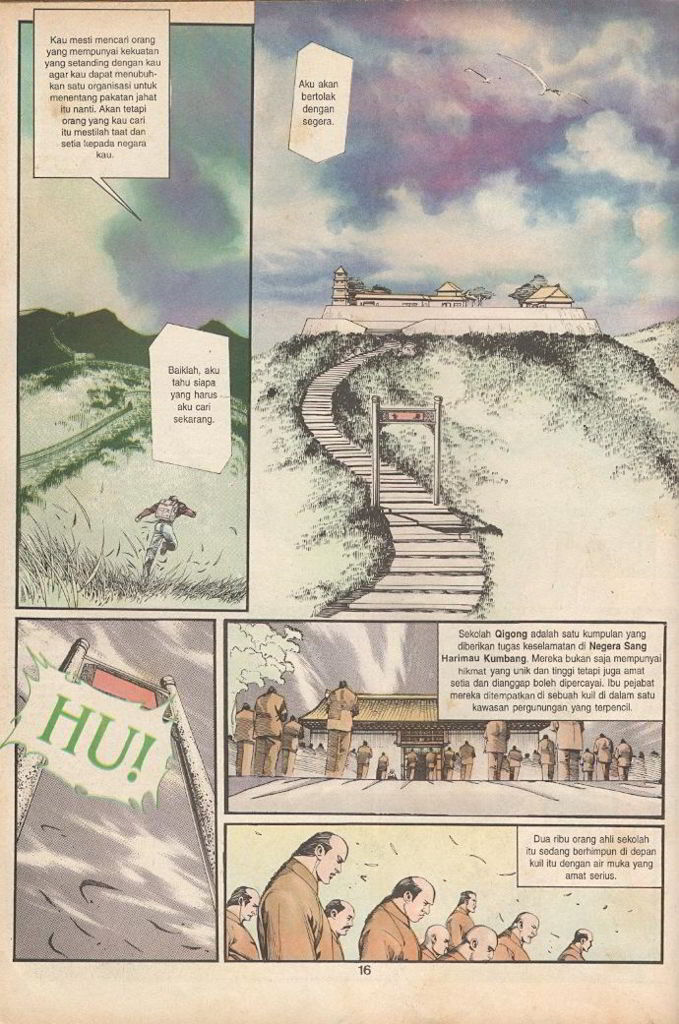 Kau mesti mencari orang
yang mempunyai kekuatan
yang setanding dengan kau
agar kau dapat menubuh-
kan satu organisasi untuk
menentang pakatan jahat
itu nanti. Akan tetapi
orang yang kau cari
itu mestilah taat dan
setia kepada negara
kau.
Aku akan
bertolak
dengan
segera.
Baiklah, aku
tahu siapa
yang harus
aku cari
sekarang.
HU!
Sekolah Qigong adalah satu kumpulan yang
diberikan tugas keselamatan di Negera Sang
Harimau Kumbang. Mereka bukan saja mempunyai
hikmat yang unik dan tinggi tetapi juga amat
setia dan dianggap boleh dipercayai. Ibu pejabat
mereka ditempatkan di sebuah kuil di dalam satu
kawasan pergunungan yang terpencil.
Dua ribu orang ahli sekolah
itu sedang berhimpun di depan
kuil itu dengan air muka yang
amat serius.
16